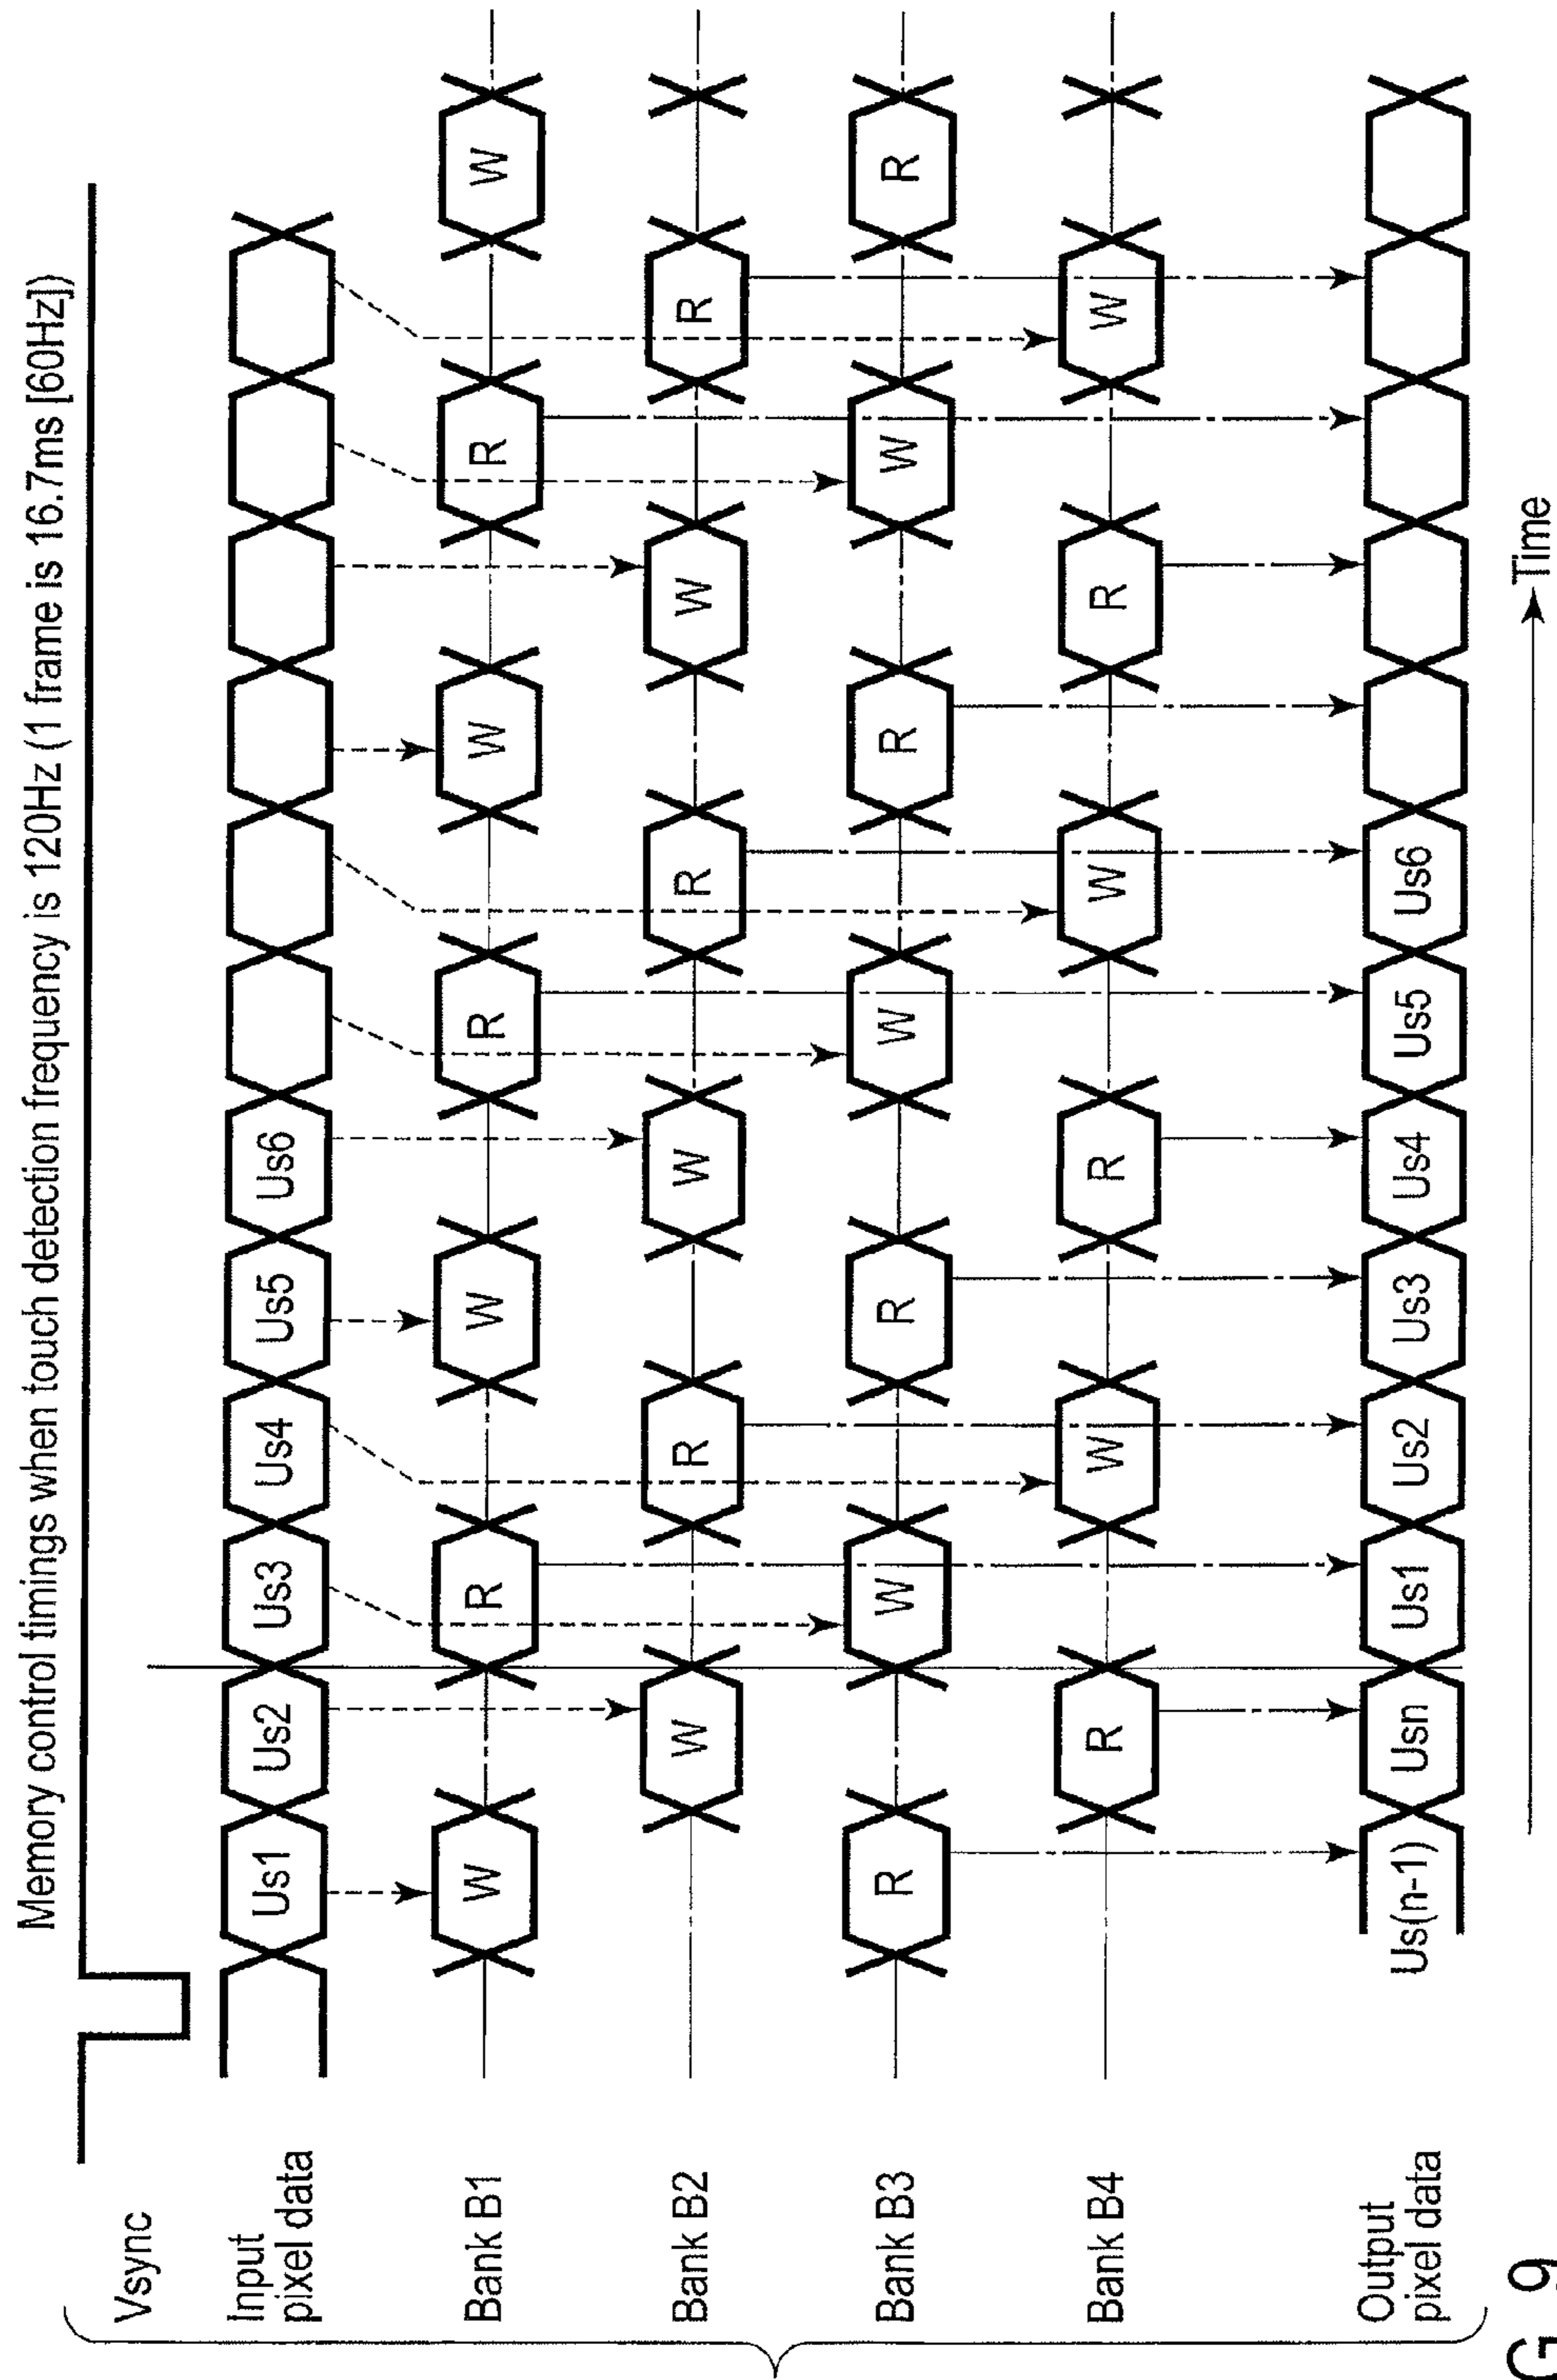 Memory control timings when touch detection frequency is 120Hz (1 frame is 16.7ms [60Hz])
Vsync
Input
pixel data
Us1 Us2 Us3 Us4 Us5 Us6
Bank B1
W R W R W R W
Bank B2
W R W R W R
Bank B3
R W R W R W R
Bank B4
R W R W R W
Output
pixel data
Us(n-1) Usn Us1 Us2 Us3 Us4 Us5 Us6
Time
G 9